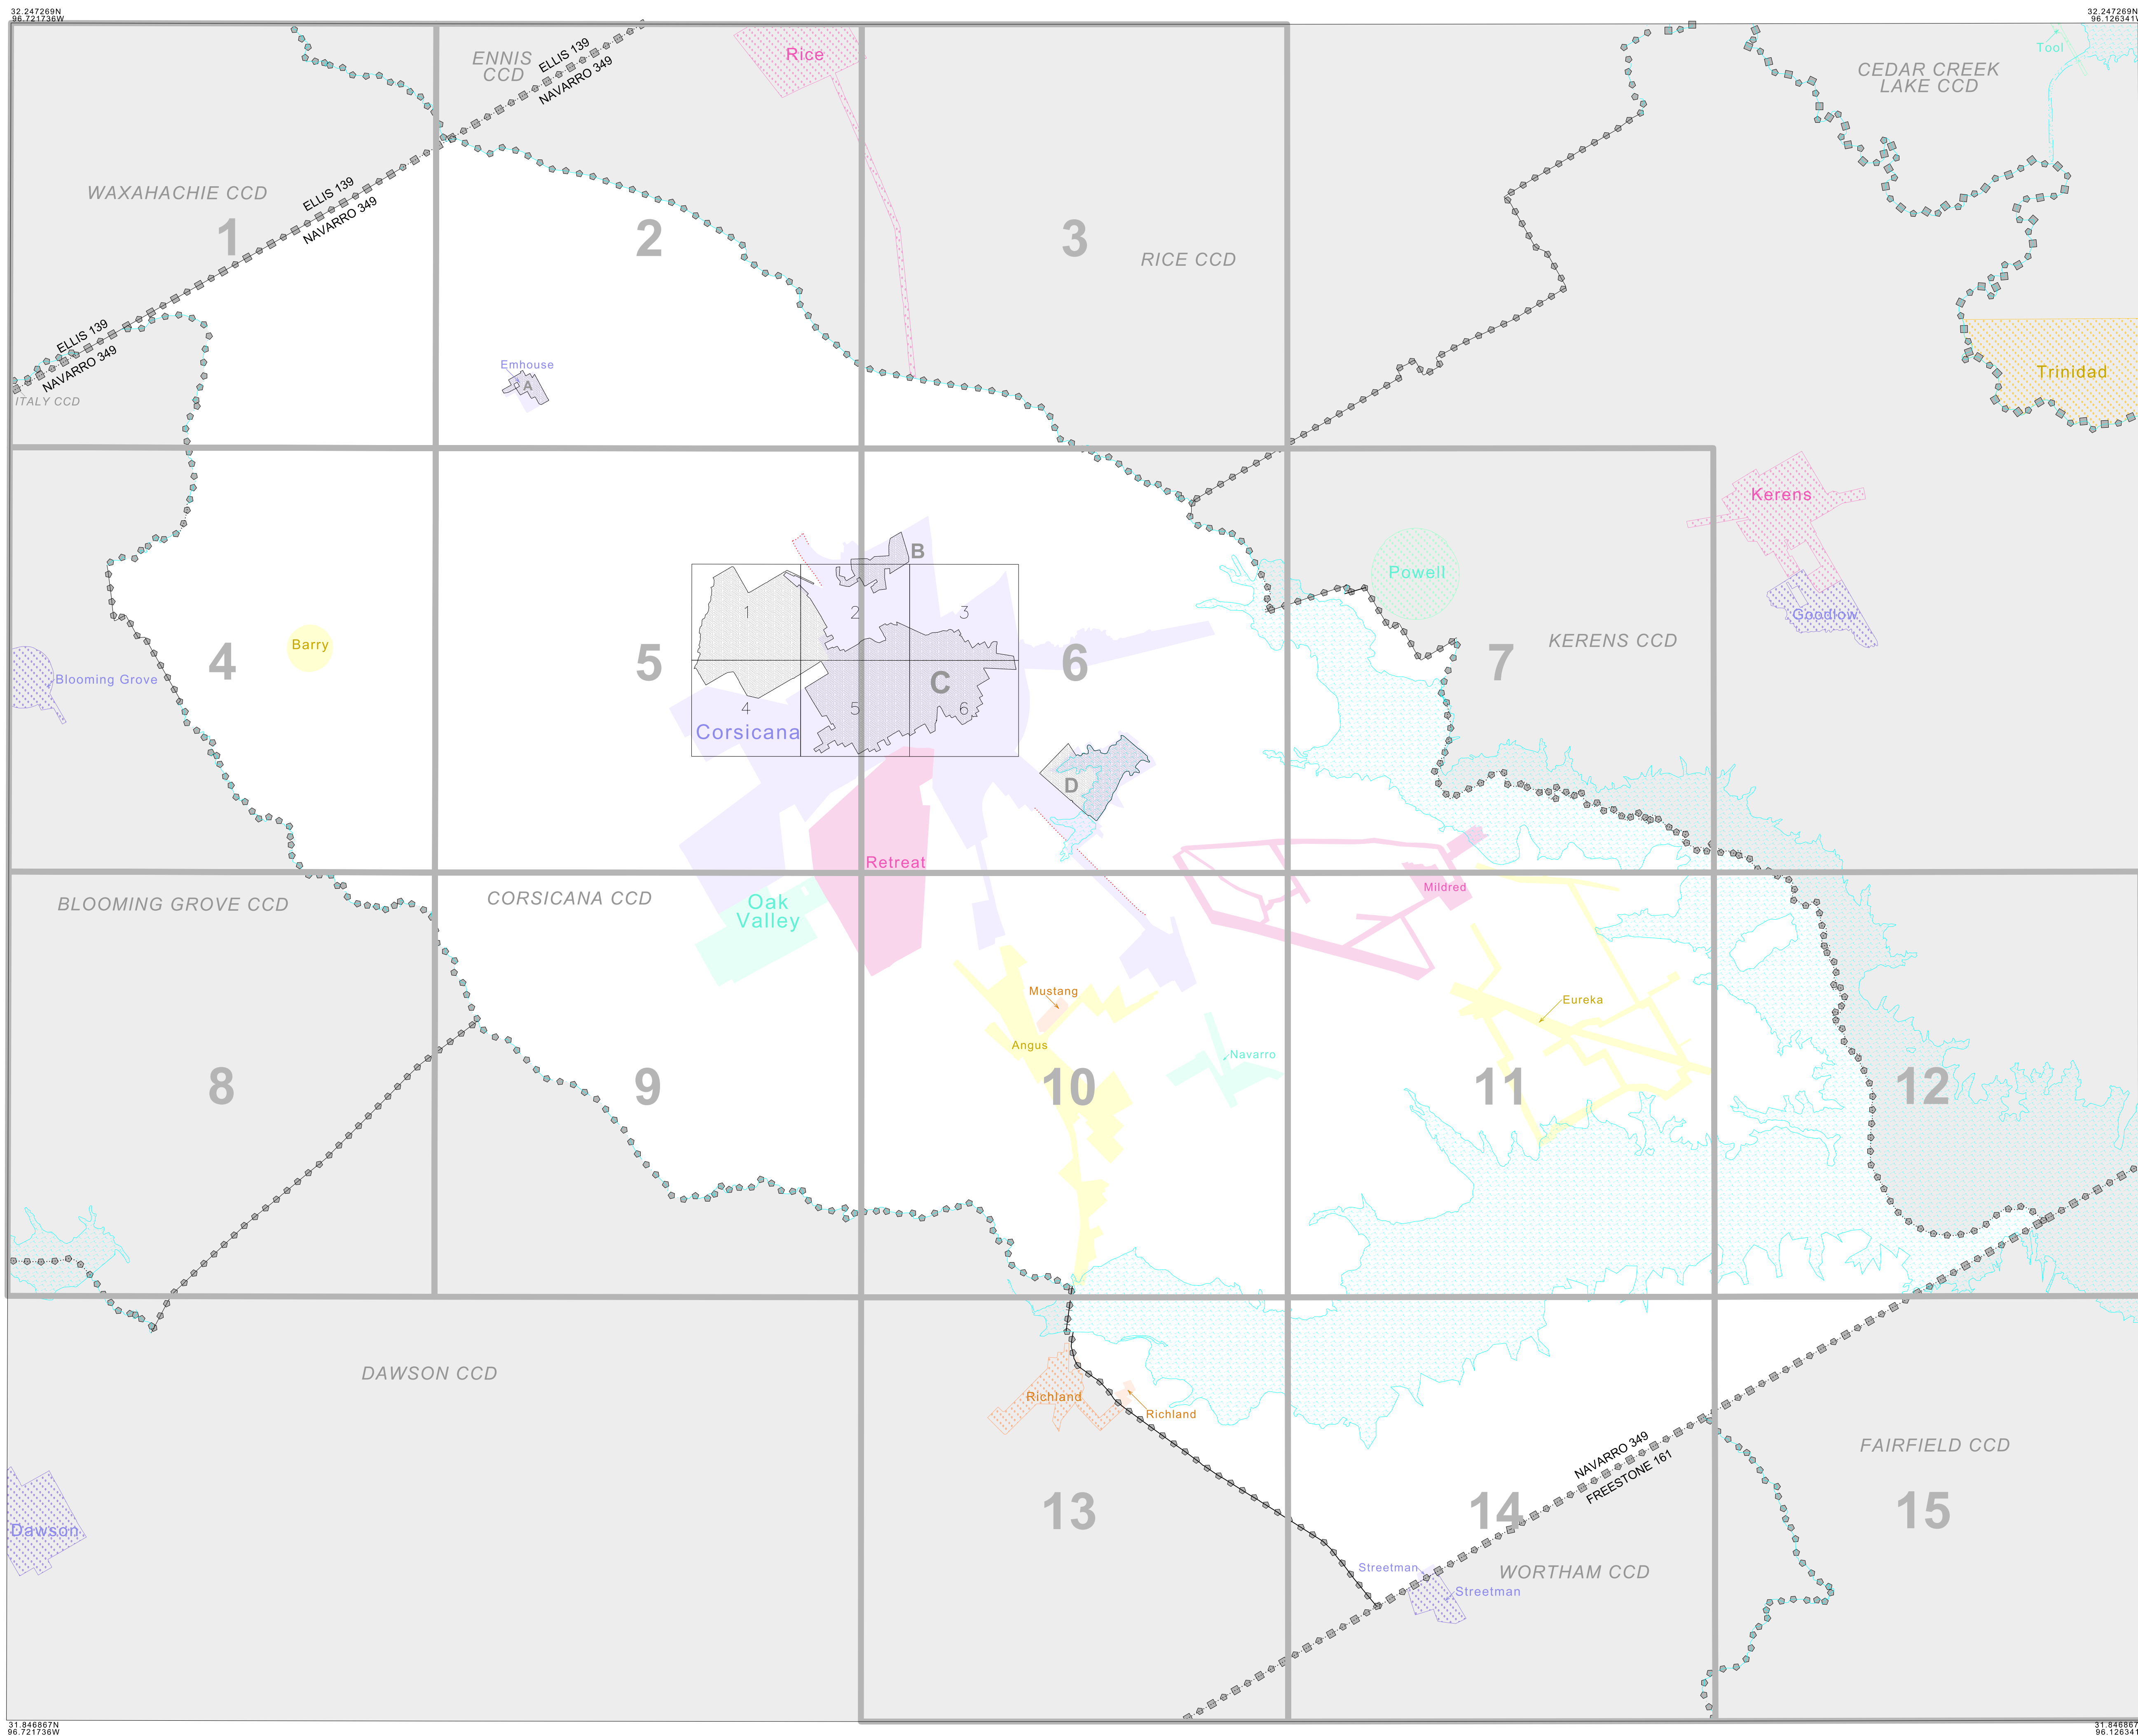 32.247269N
96.721736W
32.247269N
96.126341W
ENNIS
CCD
ELLIS 139
NAVARRO 349
Rice
CEDAR CREEK
LAKE CCD
Tool
WAXAHACHIE CCD
ELLIS 139
NAVARRO 349
1
2
3
RICE CCD
ELLIS 139
NAVARRO 349
ITALY CCD
Emhouse
A
Trinidad
Kerens
Goodlow
Powell
KERENS CCD
B
1
2
3
4
5
6
C
Corsicana
D
Barry
Blooming Grove
4
5
6
7
Retreat
Mildred
BLOOMING GROVE CCD
CORSICANA CCD
Oak
Valley
Mustang
Angus
Navarro
Eureka
8
9
10
11
12
DAWSON CCD
Richland
Richland
NAVARRO 349
FREESTONE 161
FAIRFIELD CCD
Dawson
13
14
15
Streetman
Streetman
WORTHAM CCD
31.846867N
96.721736W
31.846867
96.126341